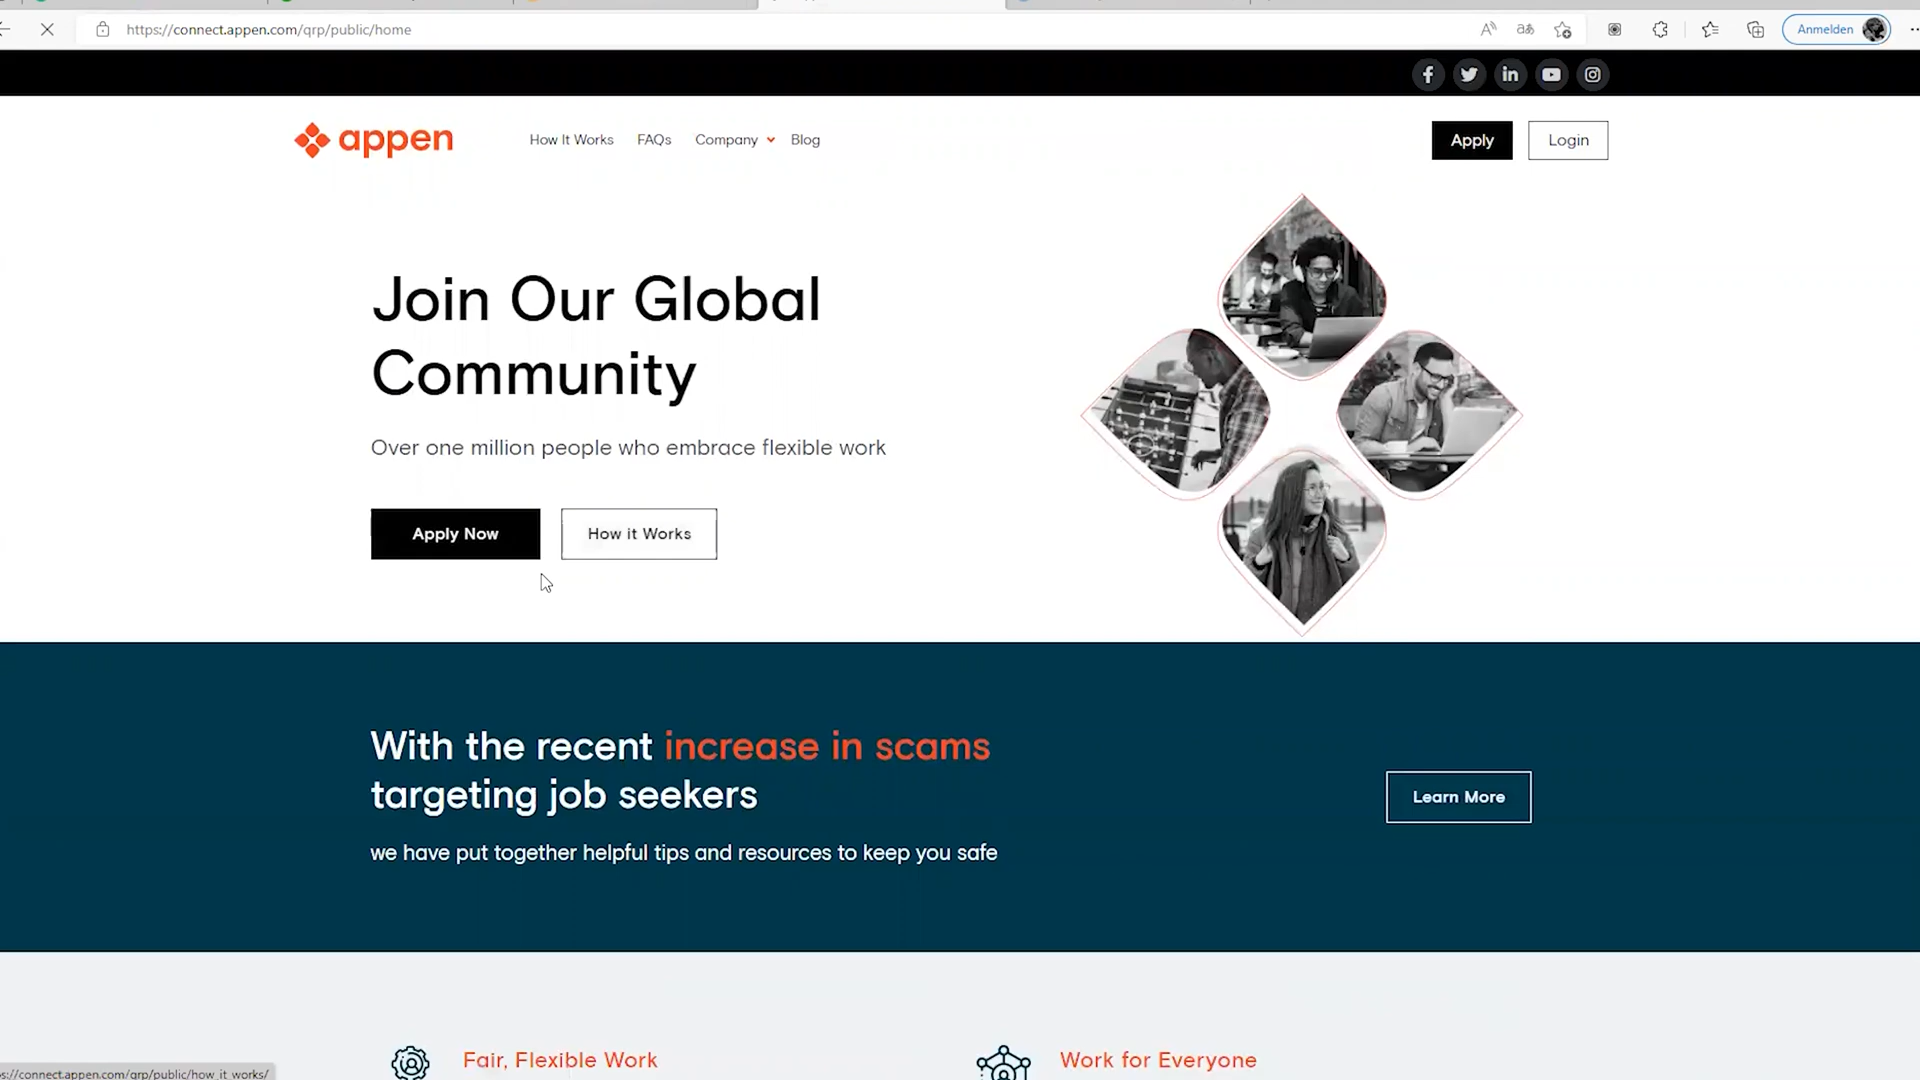 https://connect.appen.com/qrp/public/home
Anmelden
appen
How It Works
FAQs
Company
Blog
Apply
Login
Join Our Global
Community
Over one million people who embrace flexible work
Apply Now
How it Works
With the recent increase in scams
targeting job seekers
we have put together helpful tips and resources to keep you safe
Learn More
Fair, Flexible Work
Work for Everyone
s://connect.appen.com/qrp/public/how_it_works/